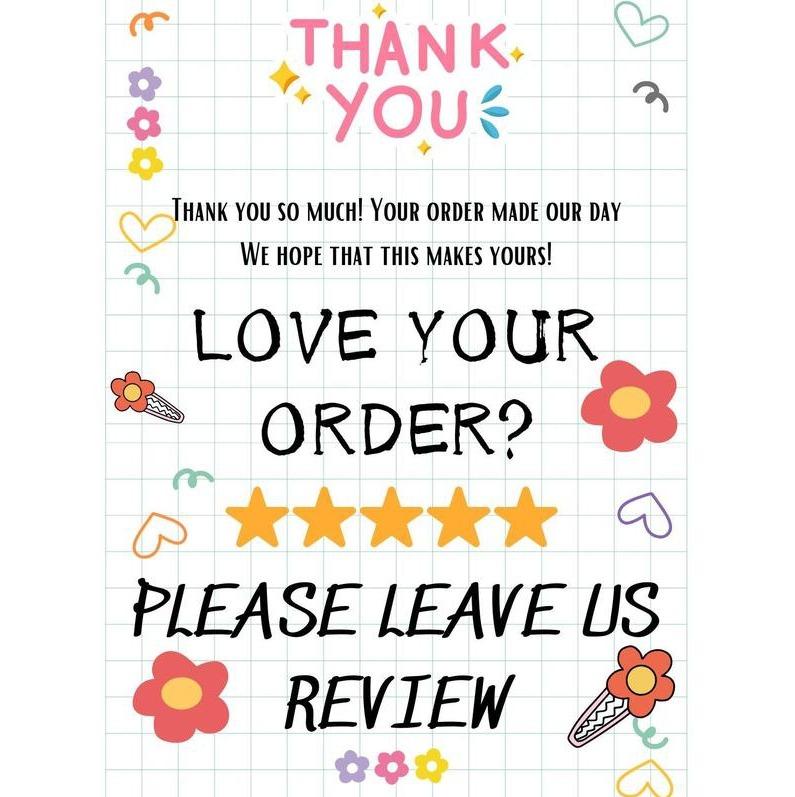 THANK
YOU
THANK YOU SO MUCH! YOUR ORDER MADE OUR DAY
WE HOPE THAT THIS MAKES YOURS!
LOVE YOUR
ORDER?
PLEASE LEAVE US
REVIEW